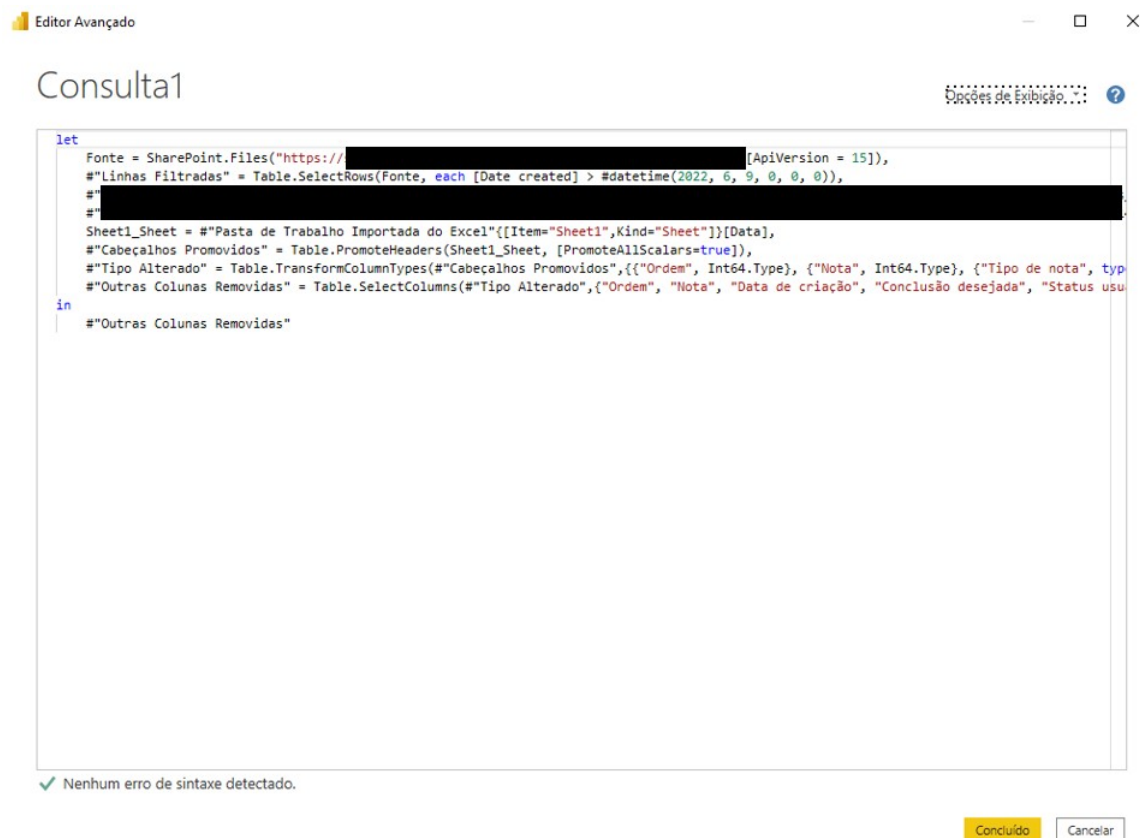 Editor Avançado
Consulta1
Opções de Exibição
?
let
Fonte = SharePoint.Files("https:// [ApiVersion = 15]),
#"Linhas Filtradas" = Table.SelectRows(Fonte, each [Date created] > #datetime(2022, 6, 9, 0, 0, 0)),
#"
#"
Sheet1_Sheet = #"Pasta de Trabalho Importada do Excel"{[Item="Sheet1",Kind="Sheet"]}[Data],
#"Cabeçalhos Promovidos" = Table.PromoteHeaders(Sheet1_Sheet, [PromoteAllScalars=true]),
#"Tipo Alterado" = Table.TransformColumnTypes(#"Cabeçalhos Promovidos",{{"Ordem", Int64.Type}, {"Nota", Int64.Type}, {"Tipo de nota", typ
#"Outras Colunas Removidas" = Table.SelectColumns(#"Tipo Alterado",{"Ordem", "Nota", "Data de criação", "Conclusão desejada", "Status usu
in
#"Outras Colunas Removidas"
Nenhum erro de sintaxe detectado.
Concluído Cancelar